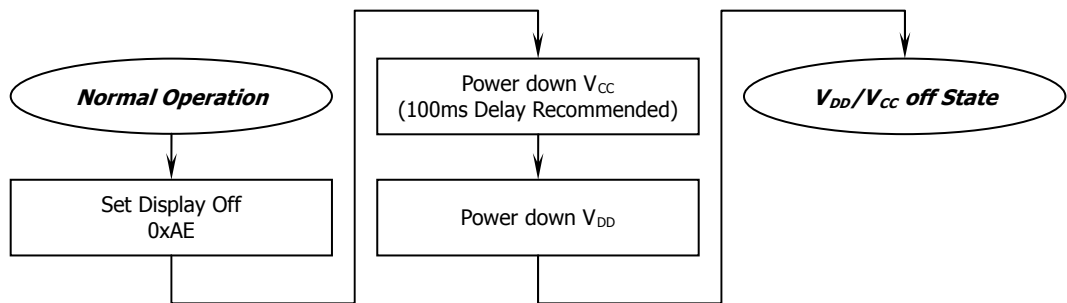 Normal Operation
Set Display Off
0xAE
Power down VCC
(100ms Delay Recommended)
Power down VDD
VDD/VCC off State